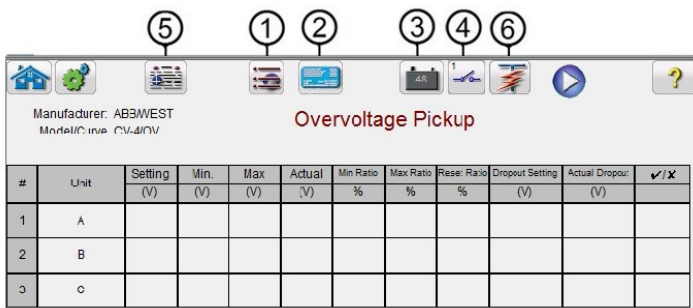 5 1 2 3 4 6
48 1 ?
Manufacturer: ABB/WEST
Model/Curve CV-4/OV
Overvoltage Pickup
# Unit Setting Min. Max Actual Min Ratio Max Ratio Reset Ratio Dropout Setting Actual Dropout ✔/✘
(V) (V) (V) (V) % % % (V) (V)
1 A
2 B
3 C